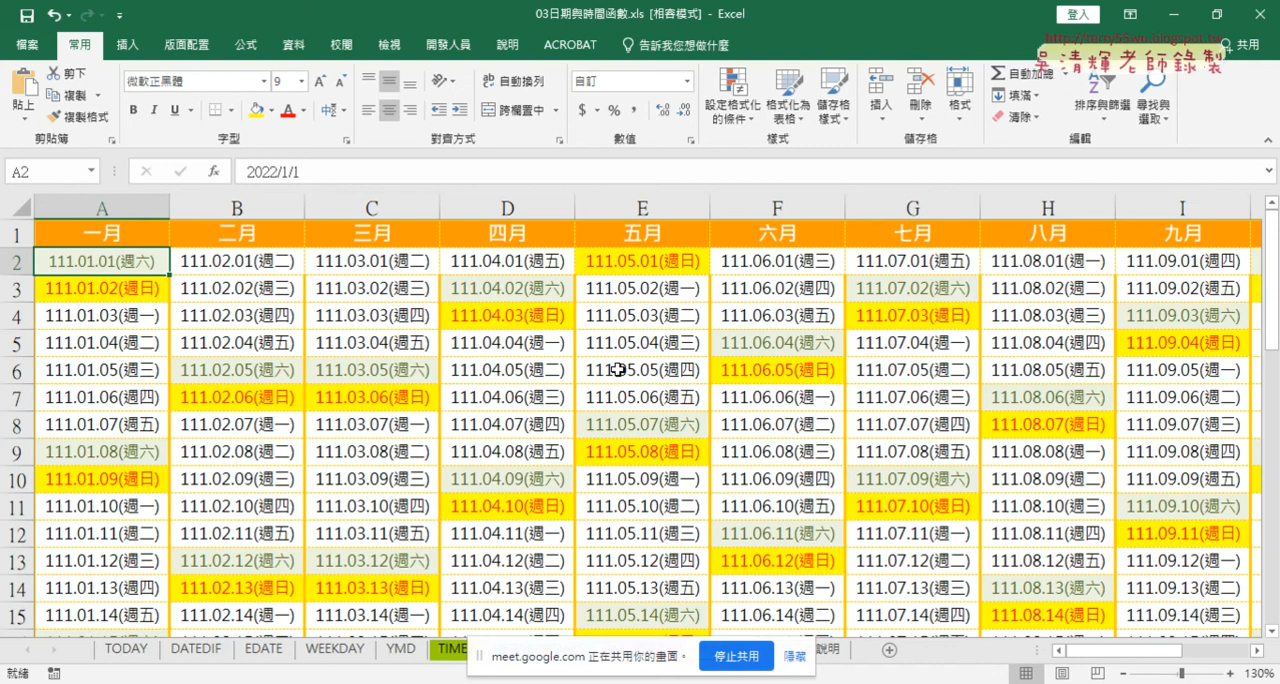 03日期與時間函數.xls [相容模式] - Excel
登入
檔案 常用 插入 版面配置 公式 資料 校閱 檢視 開發人員 說明 ACROBAT 告訴我您想做什麼 共用
http://terry55wu.blogspot.tw
吳清輝老師錄製
貼上 剪下 複製 複製格式 剪貼簿
微軟正黑體 9 A A B I U A 中 字型
自動換列 跨欄置中 對齊方式
自訂 $ % , 數值
設定格式化的條件 格式化為表格 儲存格樣式 樣式
插入 刪除 格式 儲存格
自動加總 填滿 清除 排序與篩選 尋找與選取 編輯
A2 fx 2022/1/1
A B C D E F G H I
1 一月 二月 三月 四月 五月 六月 七月 八月 九月
2 111.01.01(週六) 111.02.01(週二) 111.03.01(週二) 111.04.01(週五) 111.05.01(週日) 111.06.01(週三) 111.07.01(週五) 111.08.01(週一) 111.09.01(週四)
3 111.01.02(週日) 111.02.02(週三) 111.03.02(週三) 111.04.02(週六) 111.05.02(週一) 111.06.02(週四) 111.07.02(週六) 111.08.02(週二) 111.09.02(週五)
4 111.01.03(週一) 111.02.03(週四) 111.03.03(週四) 111.04.03(週日) 111.05.03(週二) 111.06.03(週五) 111.07.03(週日) 111.08.03(週三) 111.09.03(週六)
5 111.01.04(週二) 111.02.04(週五) 111.03.04(週五) 111.04.04(週一) 111.05.04(週三) 111.06.04(週六) 111.07.04(週一) 111.08.04(週四) 111.09.04(週日)
6 111.01.05(週三) 111.02.05(週六) 111.03.05(週六) 111.04.05(週二) 111.05.05(週四) 111.06.05(週日) 111.07.05(週二) 111.08.05(週五) 111.09.05(週一)
7 111.01.06(週四) 111.02.06(週日) 111.03.06(週日) 111.04.06(週三) 111.05.06(週五) 111.06.06(週一) 111.07.06(週三) 111.08.06(週六) 111.09.06(週二)
8 111.01.07(週五) 111.02.07(週一) 111.03.07(週一) 111.04.07(週四) 111.05.07(週六) 111.06.07(週二) 111.07.07(週四) 111.08.07(週日) 111.09.07(週三)
9 111.01.08(週六) 111.02.08(週二) 111.03.08(週二) 111.04.08(週五) 111.05.08(週日) 111.06.08(週三) 111.07.08(週五) 111.08.08(週一) 111.09.08(週四)
10 111.01.09(週日) 111.02.09(週三) 111.03.09(週三) 111.04.09(週六) 111.05.09(週一) 111.06.09(週四) 111.07.09(週六) 111.08.09(週二) 111.09.09(週五)
11 111.01.10(週一) 111.02.10(週四) 111.03.10(週四) 111.04.10(週日) 111.05.10(週二) 111.06.10(週五) 111.07.10(週日) 111.08.10(週三) 111.09.10(週六)
12 111.01.11(週二) 111.02.11(週五) 111.03.11(週五) 111.04.11(週一) 111.05.11(週三) 111.06.11(週六) 111.07.11(週一) 111.08.11(週四) 111.09.11(週日)
13 111.01.12(週三) 111.02.12(週六) 111.03.12(週六) 111.04.12(週二) 111.05.12(週四) 111.06.12(週日) 111.07.12(週二) 111.08.12(週五) 111.09.12(週一)
14 111.01.13(週四) 111.02.13(週日) 111.03.13(週日) 111.04.13(週三) 111.05.13(週五) 111.06.13(週一) 111.07.13(週三) 111.08.13(週六) 111.09.13(週二)
15 111.01.14(週五) 111.02.14(週一) 111.03.14(週一) 111.04.14(週四) 111.05.14(週六) 111.06.14(週二) 111.07.14(週四) 111.08.14(週日) 111.09.14(週三)
TODAY DATEDIF EDATE WEEKDAY YMD TIME 說明
meet.google.com 正在共用你的畫面。 停止共用 隱藏
就緒 130%